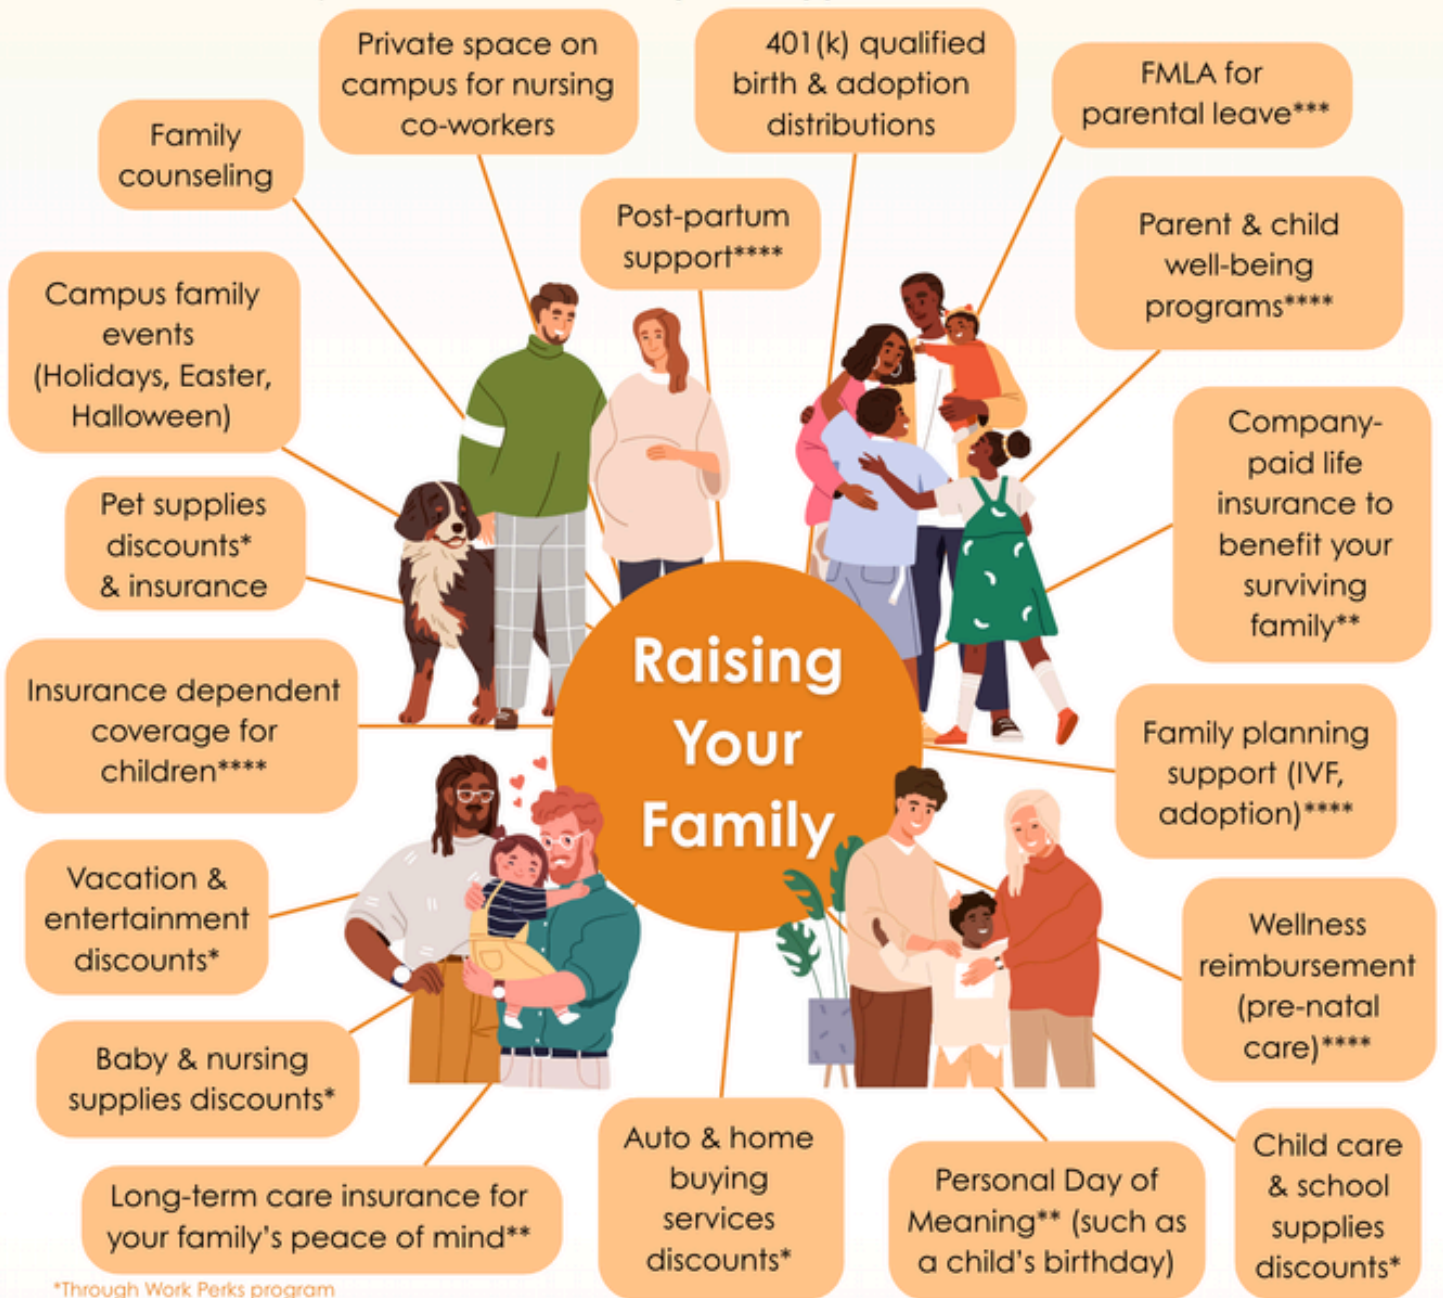 Private space on
campus for nursing
co-workers
401(k) qualified
birth & adoption
distributions
FMLA for
parental leave***
Family
counseling
Post-partum
support****
Parent & child
well-being
programs****
Campus family
events
(Holidays, Easter,
Halloween)
Company-
paid life
insurance to
benefit your
surviving
family**
Pet supplies
discounts*
& insurance
Raising
Your
Family
Insurance dependent
coverage for
children****
Family planning
support (IVF,
adoption)****
Vacation &
entertainment
discounts*
Wellness
reimbursement
(pre-natal
care)****
Baby & nursing
supplies discounts*
Long-term care insurance for
your family's peace of mind**
Auto & home
buying
services
discounts*
Personal Day of
Meaning** (such as
a child's birthday)
Child care
& school
supplies
discounts*
*Through Work Perks program